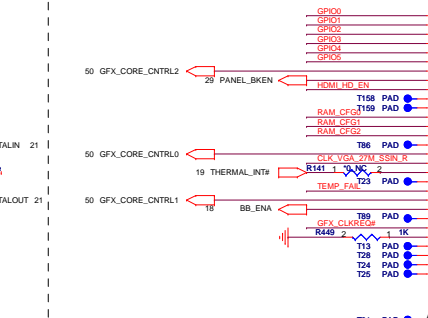 GPIO0
GPIO1
GPIO2
GPIO3
GPIO4
GPIO5
50 GFX_CORE_CNTRL2
29 PANEL_BKEN
HDMI_HD_EN
T158 PAD
T159 PAD
RAM_CFG0
RAM_CFG1
RAM_CFG2
TALIN 21
T86 PAD
50 GFX_CORE_CNTRL0
CLK_VGA_27M_SSIN_R
19 THERMAL_INT#
R141 1 *0_NC 2
T23 PAD
TEMP_FAIL
TALOUT 21
50 GFX_CORE_CNTRL1
18 BB_ENA
T89 PAD
GFX_CLKREQ#
R449 2 1 1K
T13 PAD
T28 PAD
T24 PAD
T25 PAD